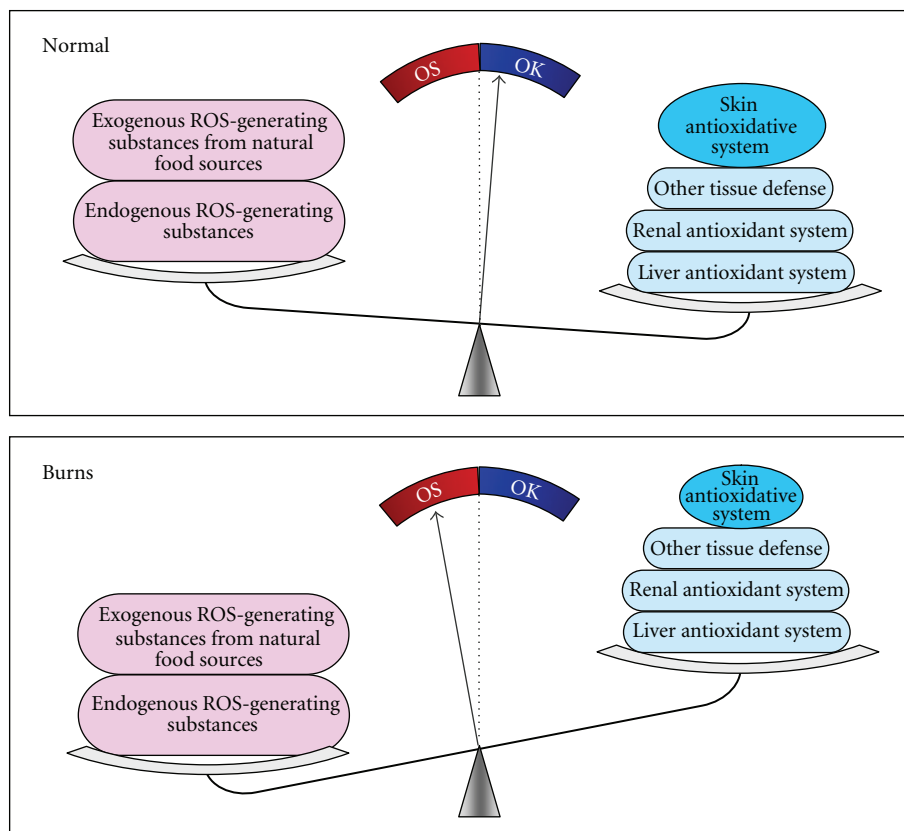 Normal
OS
OK
Exogenous ROS-generating
substances from natural
food sources
Endogenous ROS-generating
substances
Skin
antioxidative
system
Other tissue defense
Renal antioxidant system
Liver antioxidant system
Burns
OS
OK
Exogenous ROS-generating
substances from natural
food sources
Endogenous ROS-generating
substances
Skin
antioxidative
system
Other tissue defense
Renal antioxidant system
Liver antioxidant system